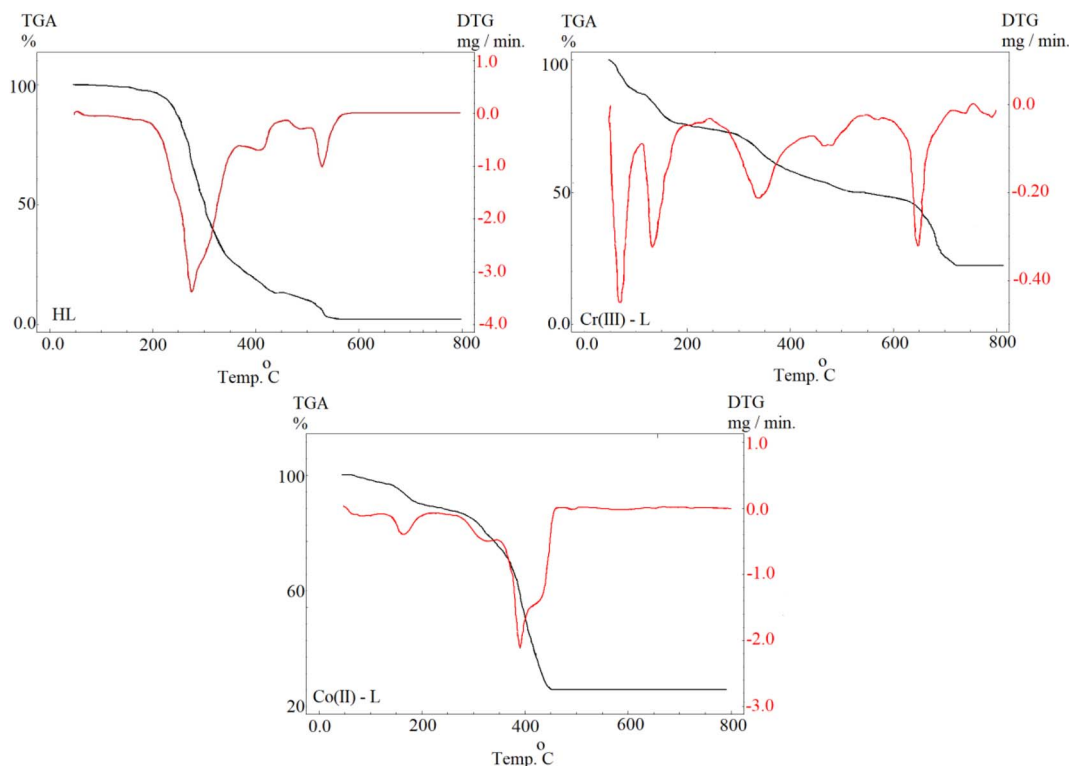 TGA
%
DTG
mg / min.
100
50
0.0
1.0
0.0
-1.0
-2.0
-3.0
-4.0
HL
0.0
200
400
600
800
Temp. C
o
TGA
%
DTG
mg / min.
100
50
0.0
0.0
-0.20
-0.40
Cr(III) - L
0.0
200
400
600
800
Temp. C
o
TGA
%
DTG
mg / min.
100
60
20
1.0
0.0
-1.0
-2.0
-3.0
Co(II) - L
0.0
200
400
600
800
o
Temp. C